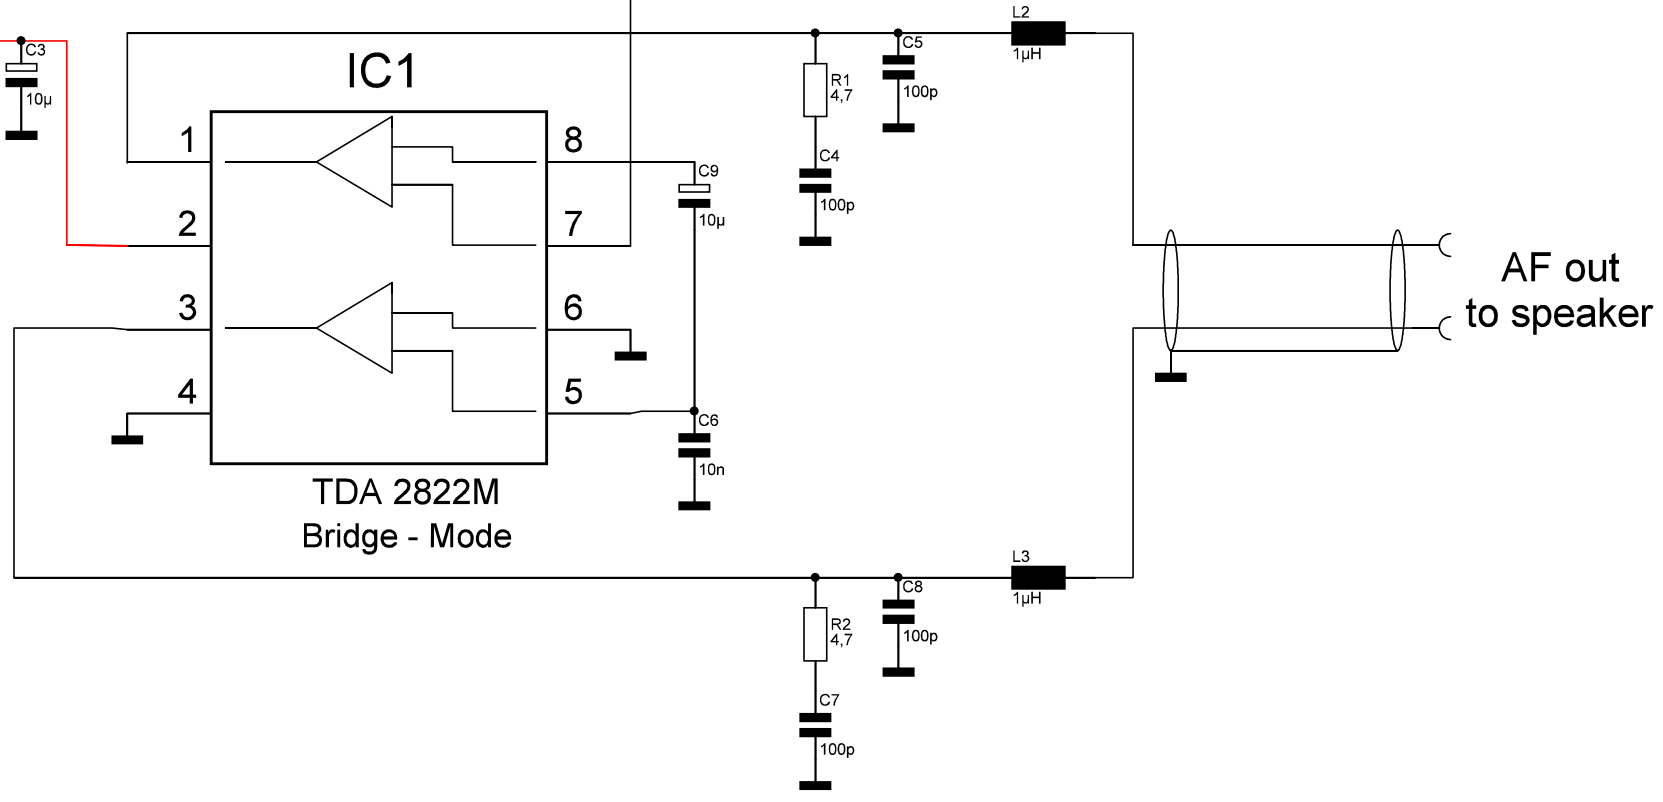 L2
1µH
C3
10µ
IC1
C5
100p
R1
4,7
C4
100p
1
8
C9
10µ
2
7
3
6
4
5
C6
10n
AF out
to speaker
TDA 2822M
Bridge - Mode
L3
1µH
C8
100p
R2
4,7
C7
100p